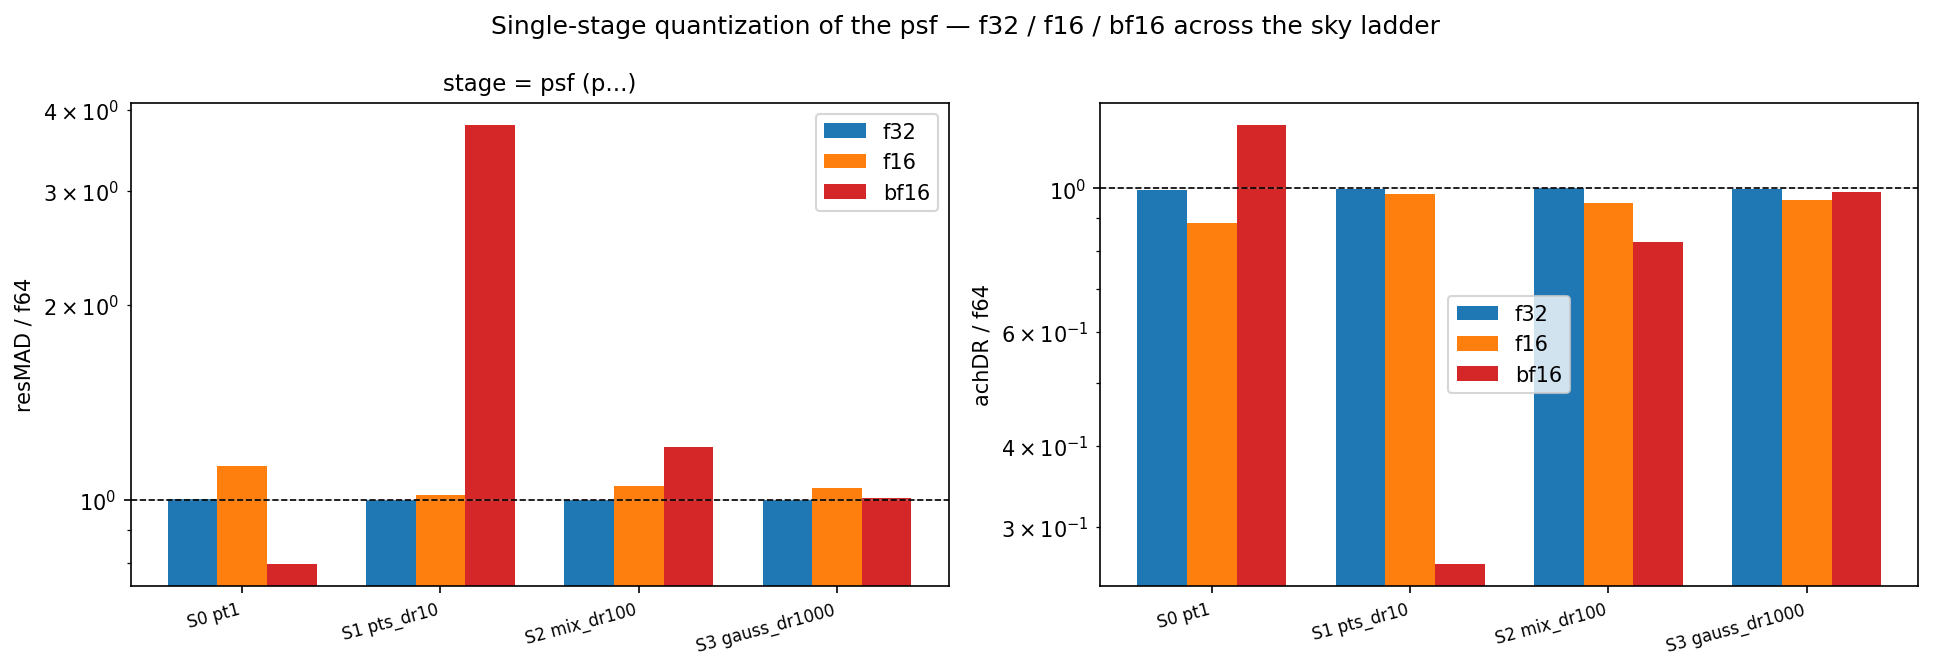 Single-stage quantization of the psf — f32 / f16 / bf16 across the sky ladder
stage = psf (p...)
resMAD / f64
4 × 10⁰
3 × 10⁰
2 × 10⁰
10⁰
f32
f16
bf16
S0 pt1
S1 pts_dr10
S2 mix_dr100
S3 gauss_dr1000
achDR / f64
10⁰
6 × 10⁻¹
4 × 10⁻¹
3 × 10⁻¹
f32
f16
bf16
S0 pt1
S1 pts_dr10
S2 mix_dr100
S3 gauss_dr1000